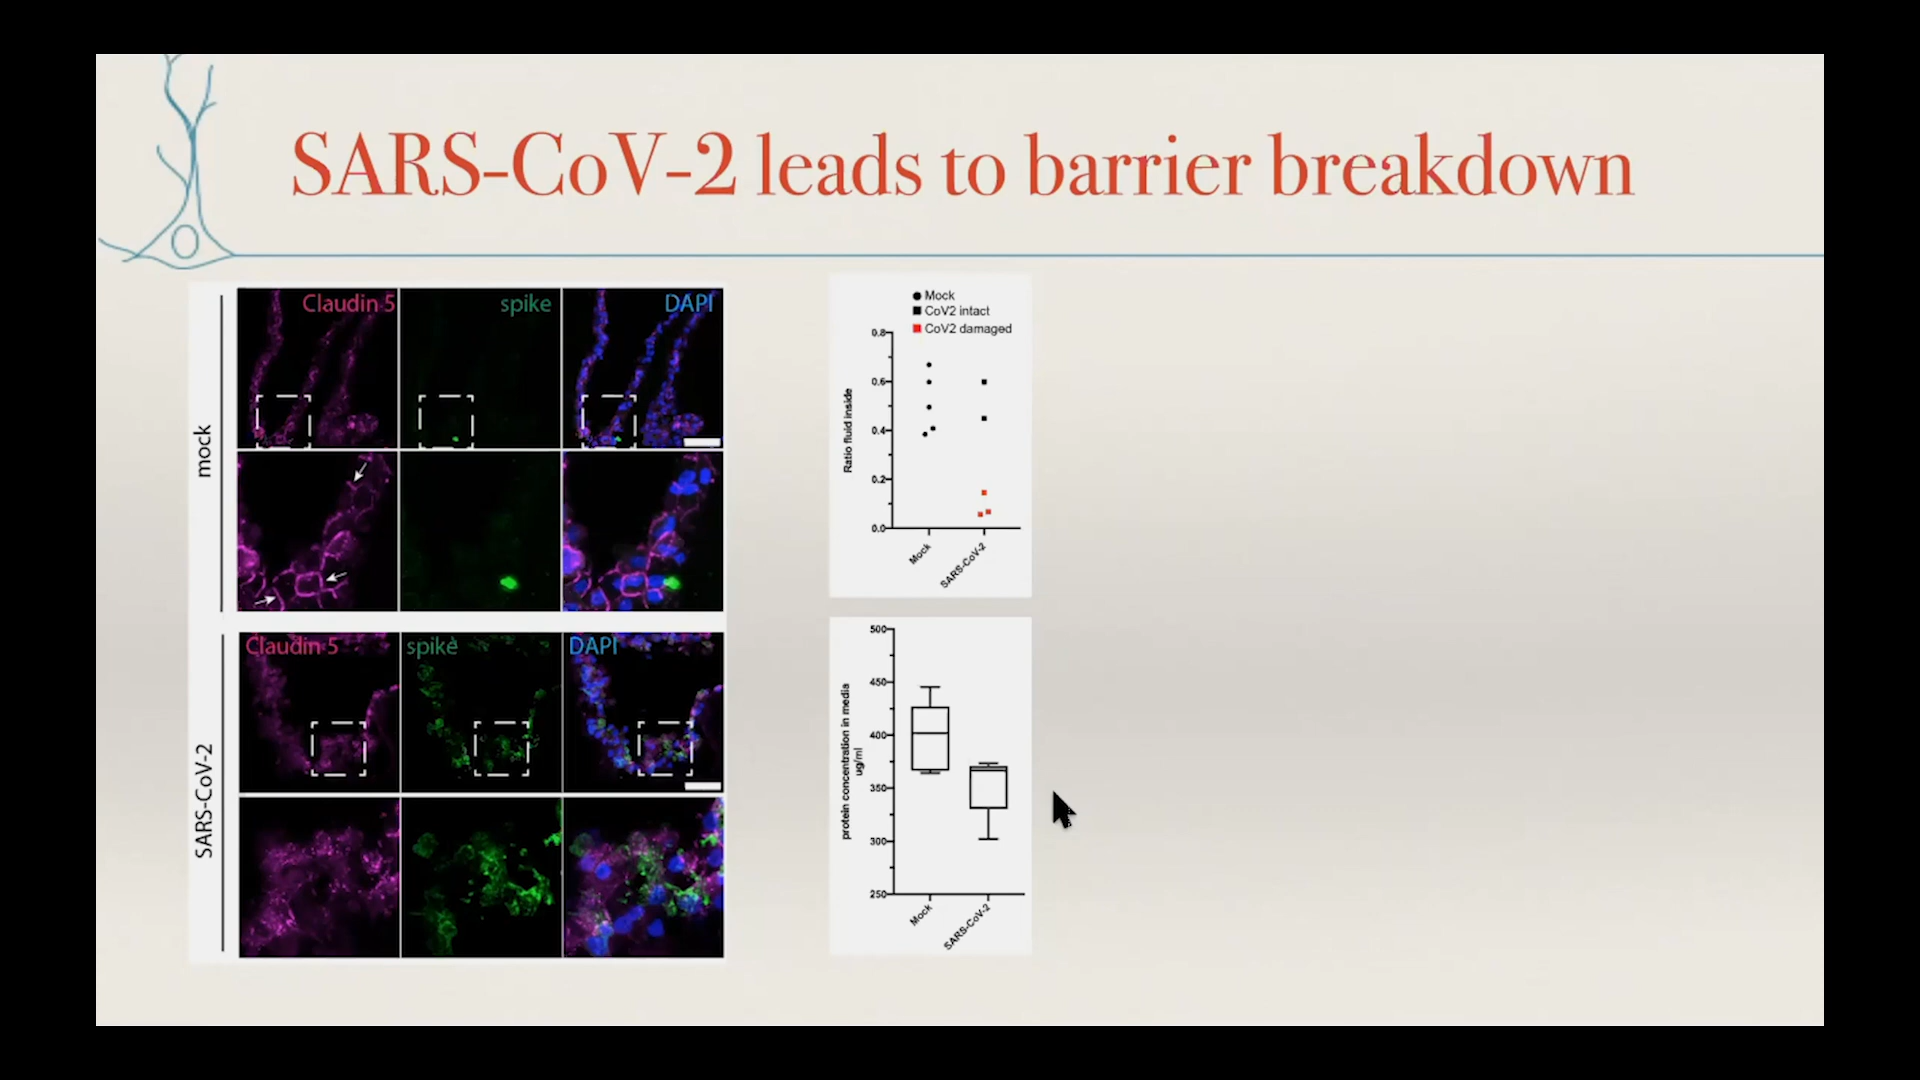 SARS-CoV-2 leads to barrier breakdown
mock
Claudin 5 spike DAPI
SARS-CoV-2
Claudin 5 spike DAPI
Mock
CoV2 intact
CoV2 damaged
Ratio fluid inside
0.8
0.6
0.4
0.2
0.0
Mock
SARS-CoV-2
protein concentration in media
ug/ml
500
450
400
350
300
250
Mock
SARS-CoV-2